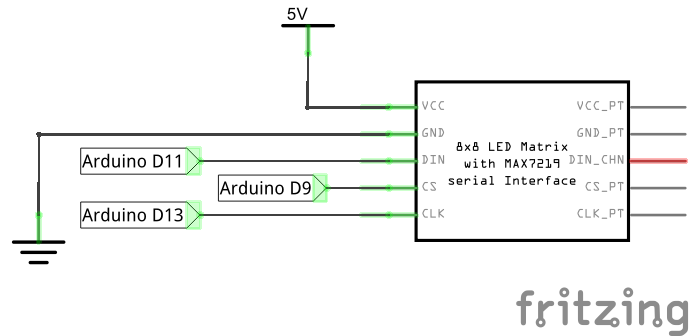 5V
VCC
VCC_PT
GND
GND_PT
8x8 LED Matrix
with MAX7219
serial Interface
Arduino D11
DIN
DIN_CHN
Arduino D9
CS
CS_PT
Arduino D13
CLK
CLK_PT
fritzing